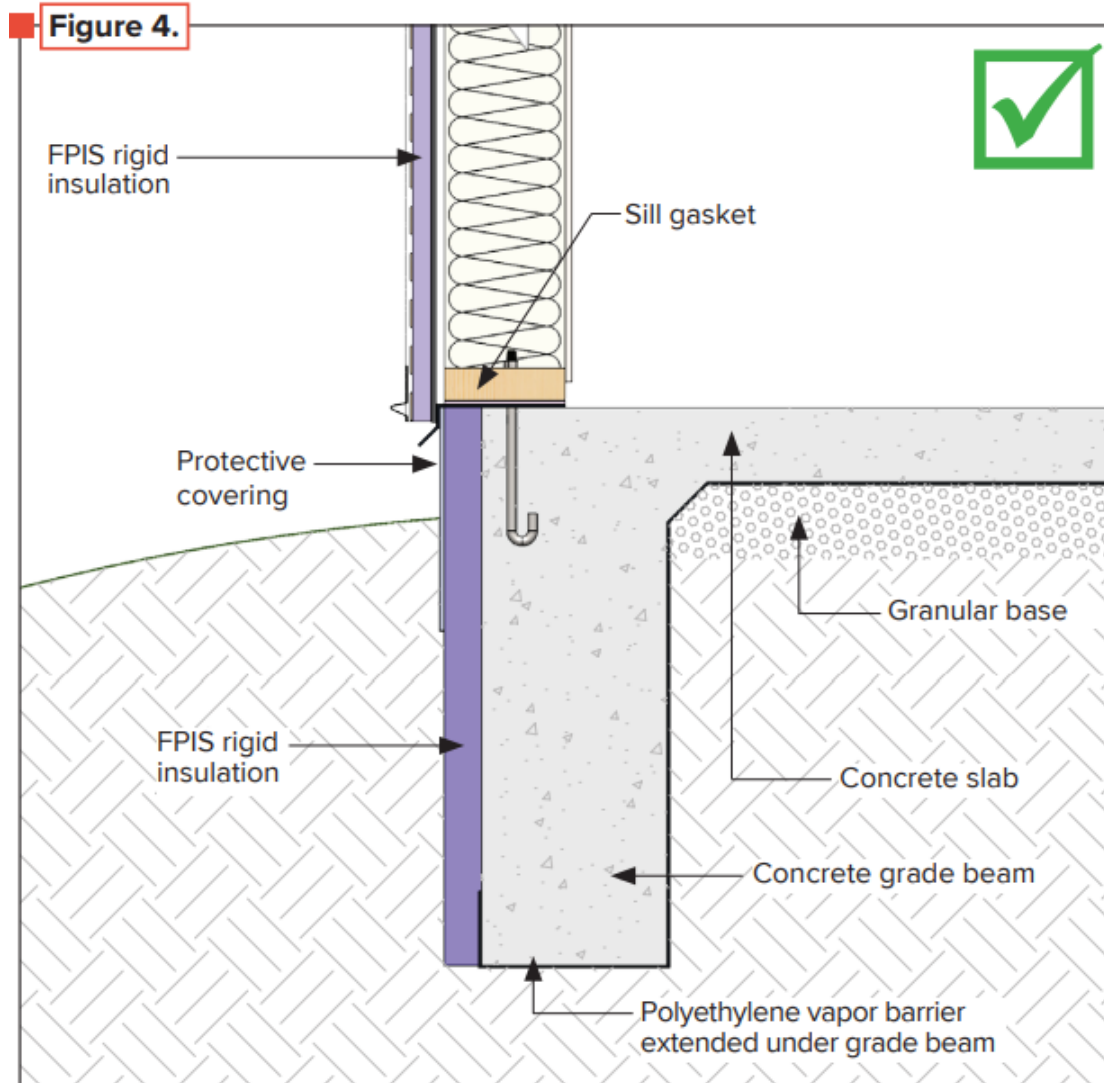 Figure 4.
FPIS rigid
insulation
Sill gasket
Protective
covering
Granular base
FPIS rigid
insulation
Concrete slab
Concrete grade beam
Polyethylene vapor barrier
extended under grade beam